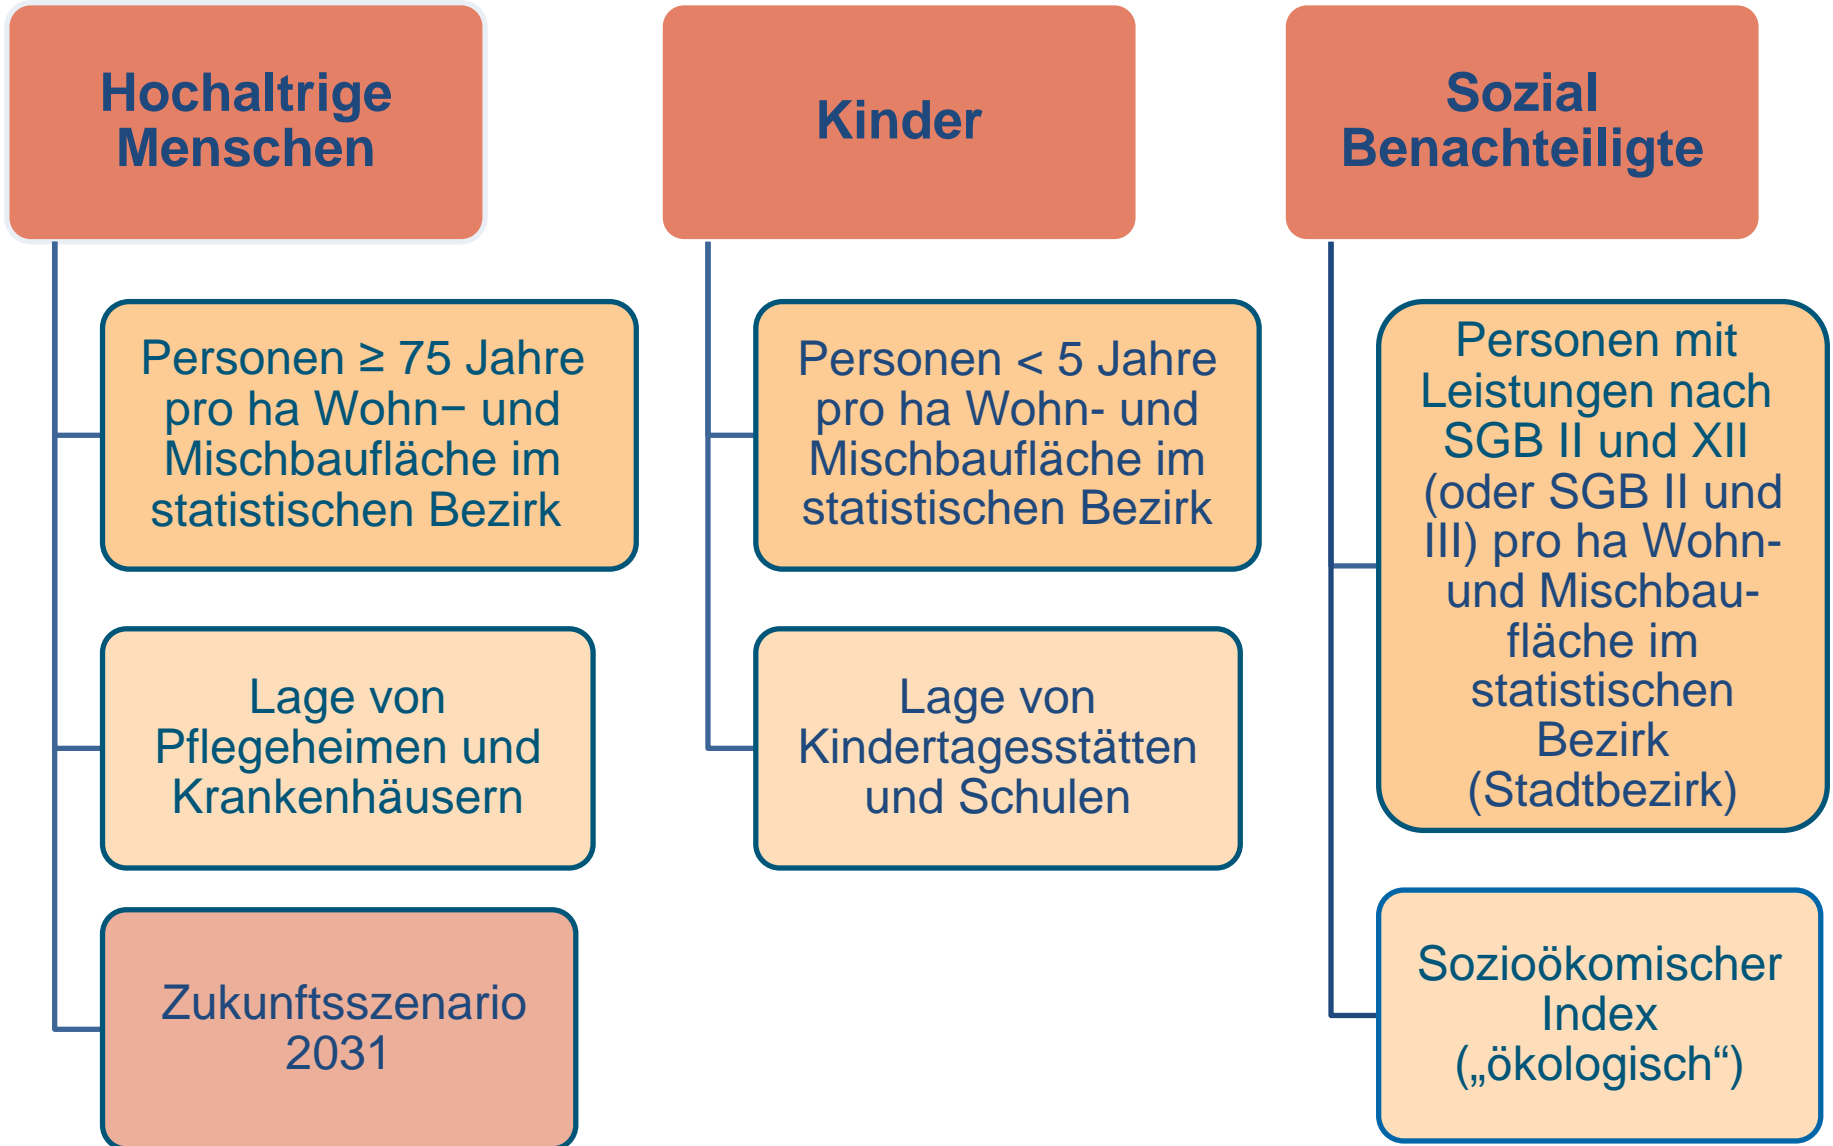 Hochaltrige
Menschen
Personen ≥ 75 Jahre
pro ha Wohn− und
Mischbaufläche im
statistischen Bezirk
Lage von
Pflegeheimen und
Krankenhäusern
Zukunftsszenario
2031
Kinder
Personen < 5 Jahre
pro ha Wohn- und
Mischbaufläche im
statistischen Bezirk
Lage von
Kindertagesstätten
und Schulen
Sozial
Benachteiligte
Personen mit
Leistungen nach
SGB II und XII
(oder SGB II und
III) pro ha Wohn-
und Mischbau-
fläche im
statistischen
Bezirk
(Stadtbezirk)
Sozioökomischer
Index
(„ökologisch“)